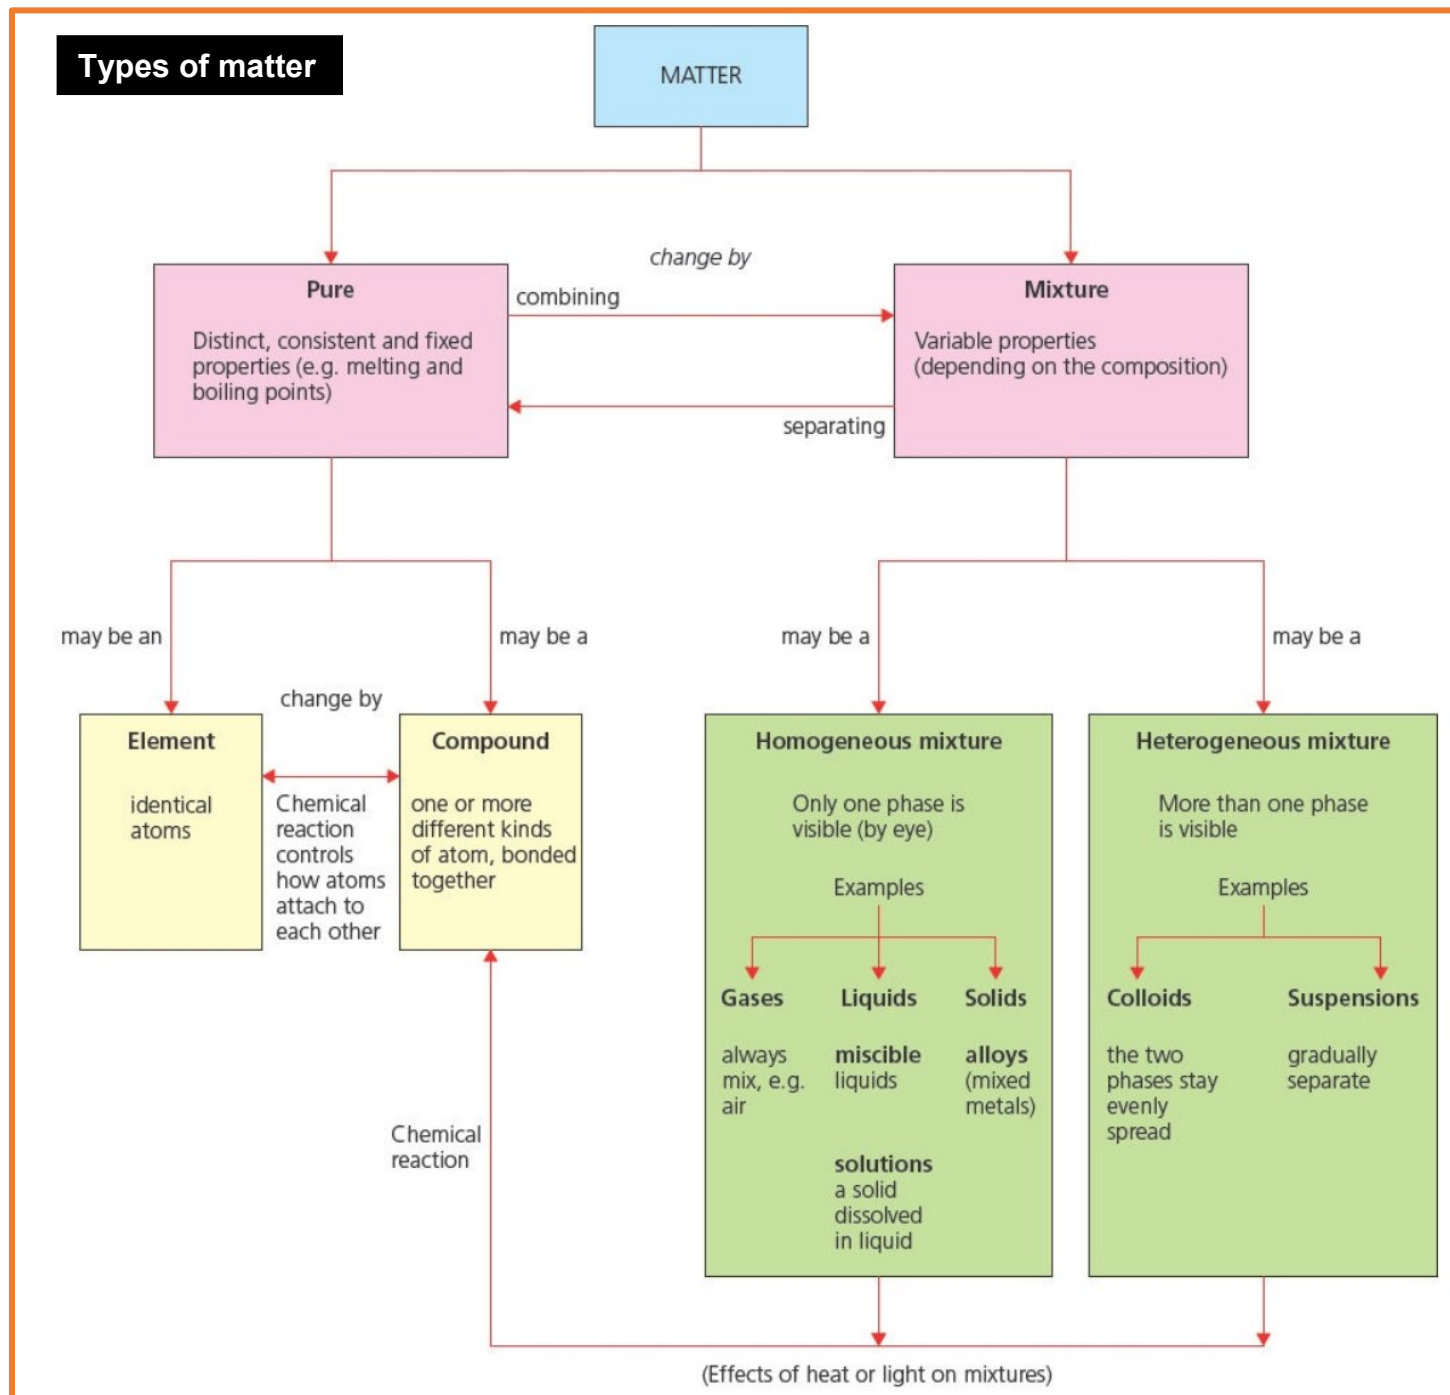 Types of matter
MATTER
change by
Pure
Distinct, consistent and fixed
properties (e.g. melting and
boiling points)
combining
separating
Mixture
Variable properties
(depending on the composition)
may be an
may be a
may be a
may be a
change by
Element
identical
atoms
Chemical
reaction
controls
how atoms
attach to
each other
Compound
one or more
different kinds
of atom, bonded
together
Homogeneous mixture
Only one phase is
visible (by eye)
Examples
Gases
always
mix, e.g.
air
Liquids
miscible
liquids
solutions
a solid
dissolved
in liquid
Solids
alloys
(mixed
metals)
Heterogeneous mixture
More than one phase
is visible
Examples
Colloids
the two
phases stay
evenly
spread
Suspensions
gradually
separate
Chemical
reaction
(Effects of heat or light on mixtures)